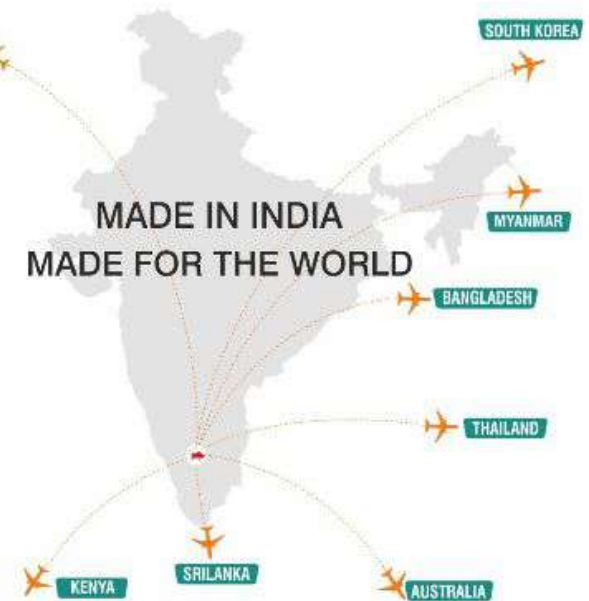 SOUTH KOREA
MADE IN INDIA
MYANMAR
MADE FOR THE WORLD
BANGLADESH
THAILAND
SRILANKA
KENYA
AUSTRALIA